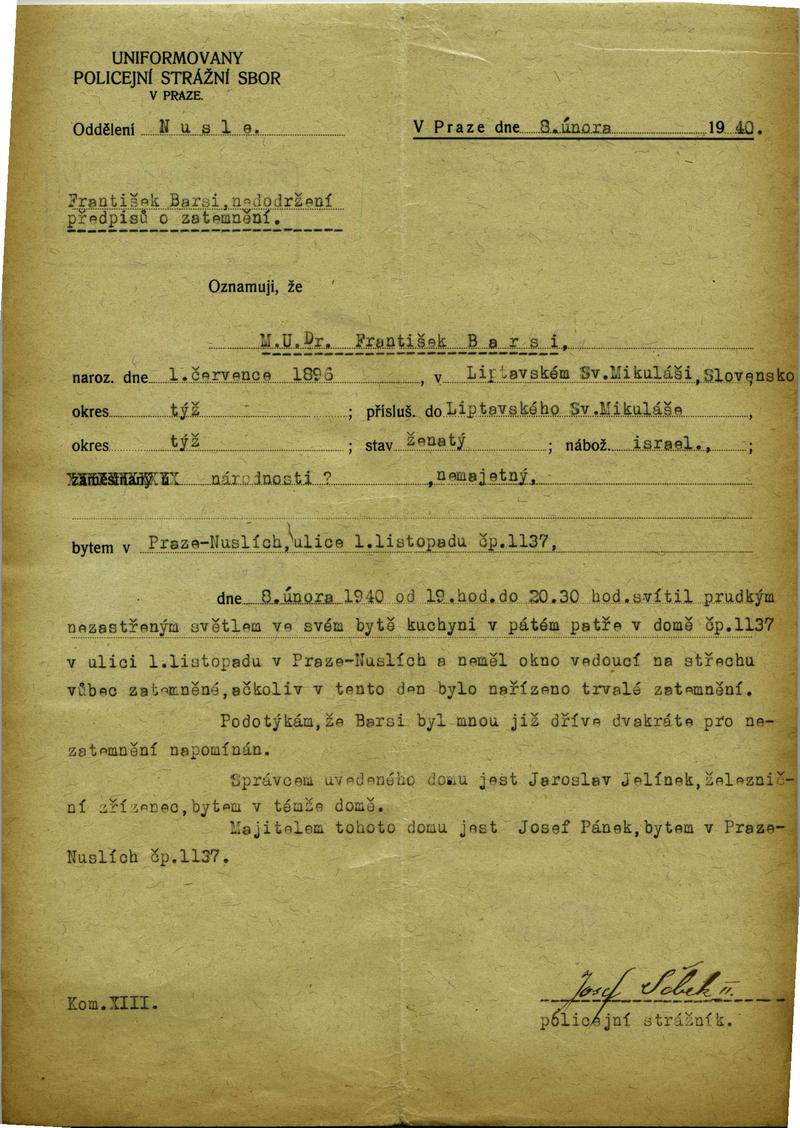 UNIFORMOVANY
POLICEJNÍ STRÁŽNÍ SBOR
V PRAZE.
Oddělení N u s l e.
V Praze dne 8.února 1940.
František Barsi,nedodržení
předpisů o zatemnění.
Oznamuji, že
M.U.Dr. František B a r s i,
naroz. dne 1.července 1896, v Liptavském Sv.Mikuláši,Slovensko
okres týž ; přísluš. do Liptavského Sv.Mikuláše ,
okres týž ; stav ženatý ; nábož. israel., ;
zaměstnaný u národnosti ? ,nemajetný,
bytem v Praze-Nuslích,ulice 1.listopadu čp.1137,
dne 8.února 1940 od 19.hod.do 20.30 hod.svítil prudkým
nezastřeným světlem ve svém bytě kuchyni v pátém patře v domě čp.1137
v ulici 1.listopadu v Praze-Nuslích a neměl okno vedoucí na střechu
vůbec zatemněné,ačkoliv v tento den bylo nařízeno trvalé zatemnění.
Podotýkám,že Barsi byl mnou již dříve dvakráte pro ne-
zatemnění napomínán.
Správcem uvedeného domu jest Jaroslav Jelínek,železnič-
ní zřízenec,bytem v témže domě.
Majitelem tohoto domu jest Josef Pánek,bytem v Praze-
Nuslích čp.1137.
Kom.XIII.
Josef Šebek II.
policejní strážník.